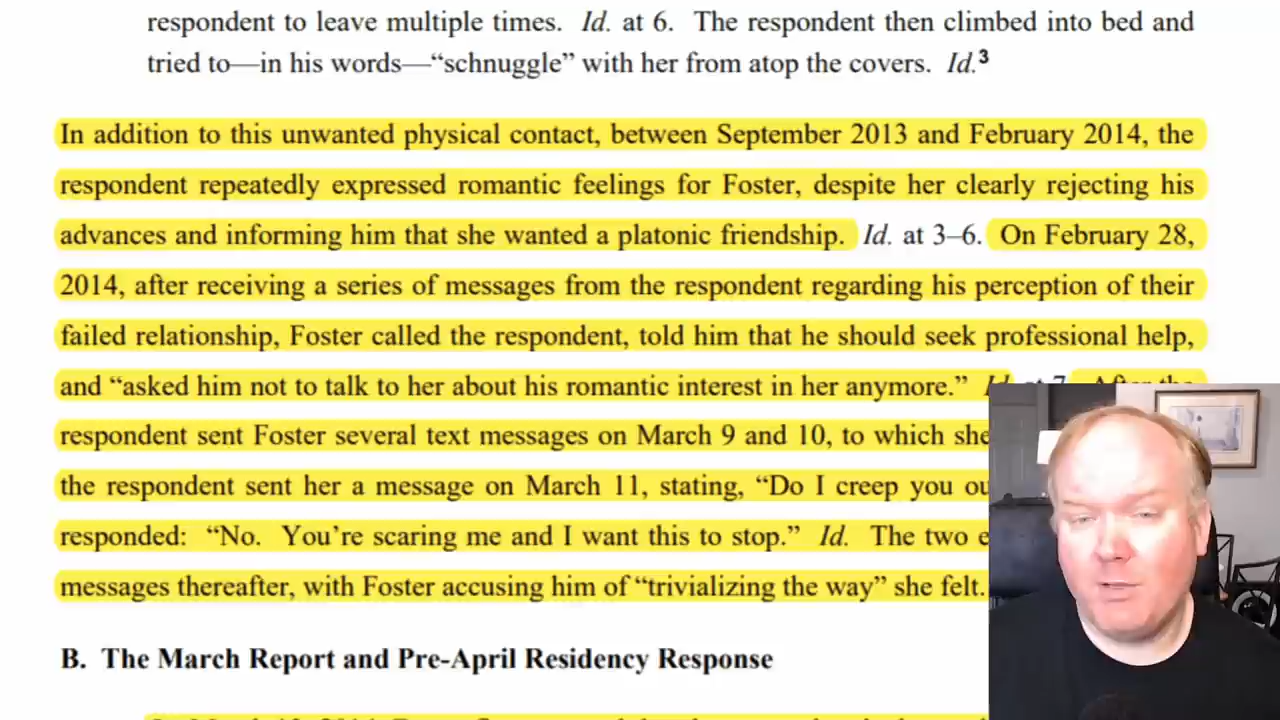 respondent to leave multiple times. Id. at 6. The respondent then climbed into bed and
tried to—in his words—“schnuggle” with her from atop the covers. Id.³
In addition to this unwanted physical contact, between September 2013 and February 2014, the
respondent repeatedly expressed romantic feelings for Foster, despite her clearly rejecting his
advances and informing him that she wanted a platonic friendship. Id. at 3–6. On February 28,
2014, after receiving a series of messages from the respondent regarding his perception of their
failed relationship, Foster called the respondent, told him that he should seek professional help,
and “asked him not to talk to her about his romantic interest in her anymore.” Id. at 7. After the
respondent sent Foster several text messages on March 9 and 10, to which she
the respondent sent her a message on March 11, stating, “Do I creep you ou
responded: “No. You’re scaring me and I want this to stop.” Id. The two e
messages thereafter, with Foster accusing him of “trivializing the way” she felt.
B. The March Report and Pre-April Residency Response